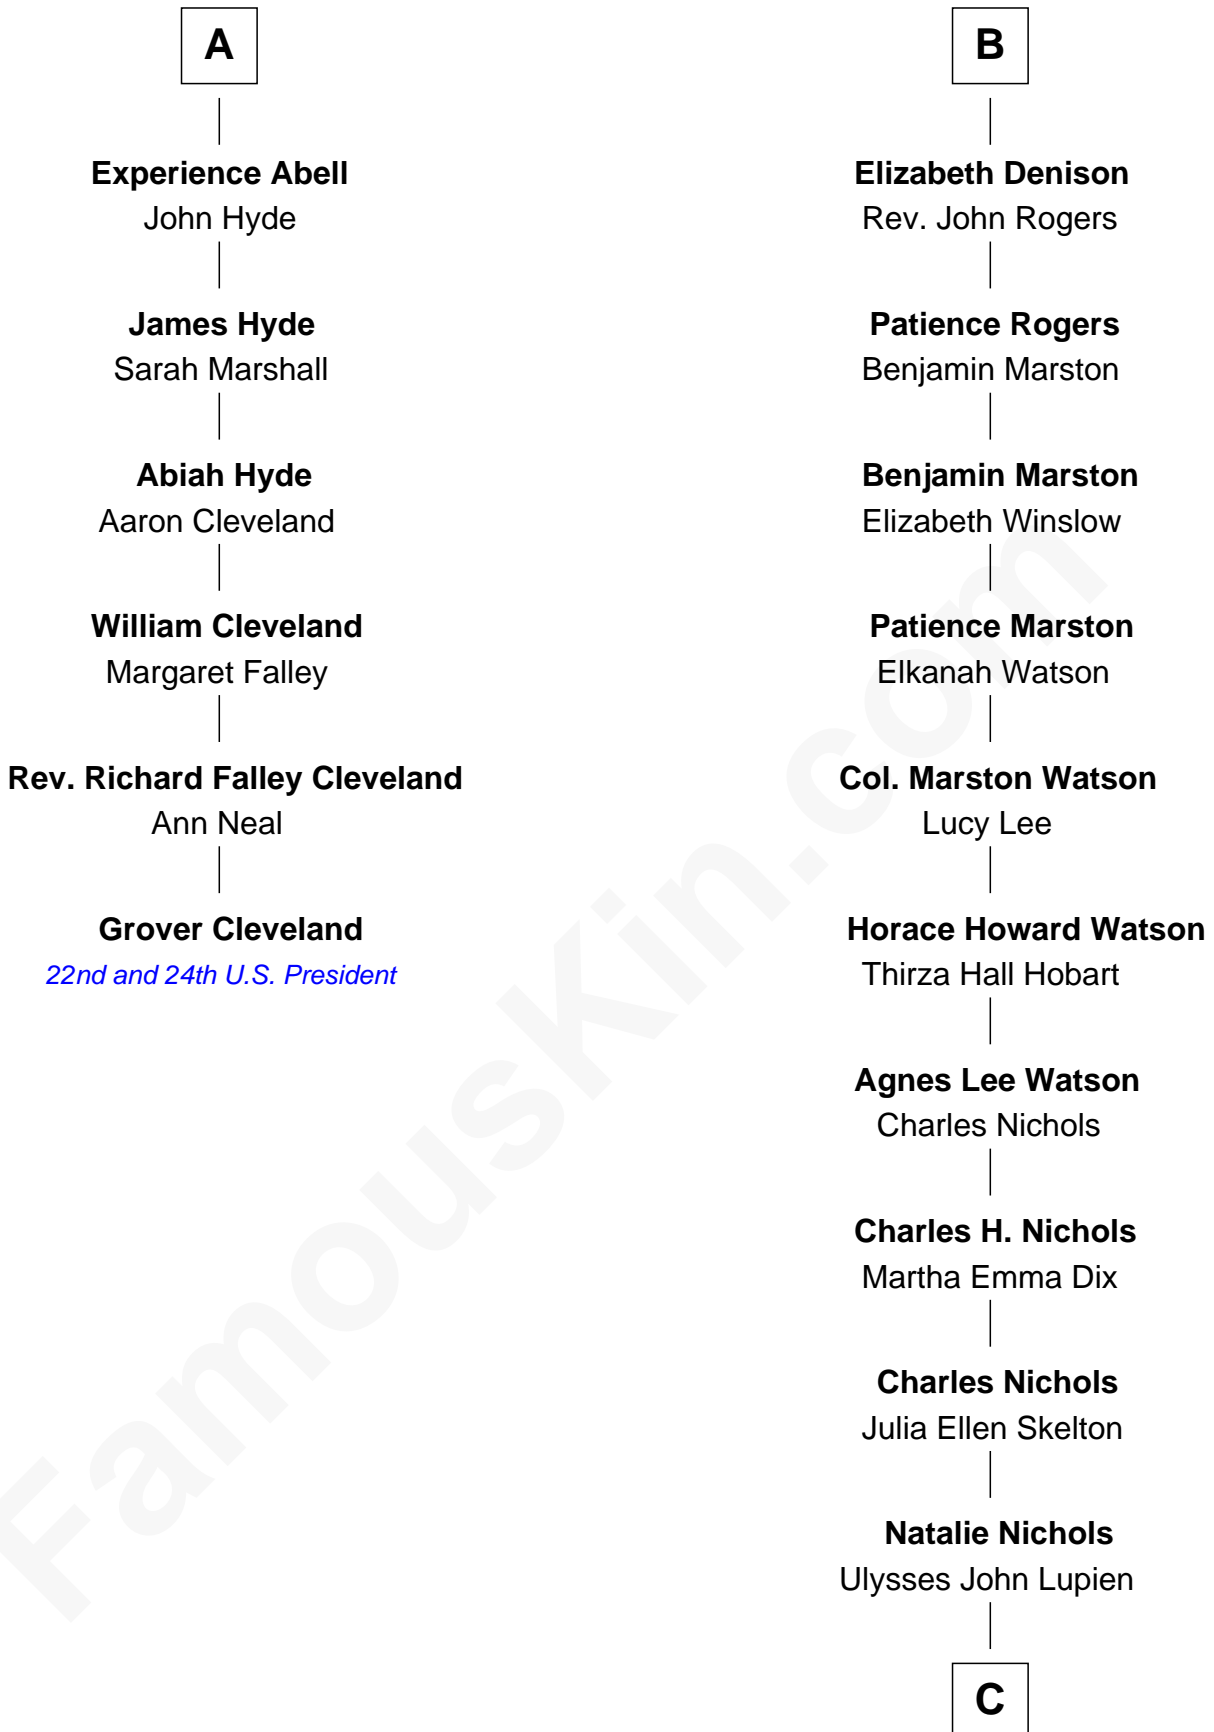 A
Experience Abell
John Hyde
James Hyde
Sarah Marshall
Abiah Hyde
Aaron Cleveland
William Cleveland
Margaret Falley
Rev. Richard Falley Cleveland
Ann Neal
Grover Cleveland
22nd and 24th U.S. President
B
Elizabeth Denison
Rev. John Rogers
Patience Rogers
Benjamin Marston
Benjamin Marston
Elizabeth Winslow
Patience Marston
Elkanah Watson
Col. Marston Watson
Lucy Lee
Horace Howard Watson
Thirza Hall Hobart
Agnes Lee Watson
Charles Nichols
Charles H. Nichols
Martha Emma Dix
Charles Nichols
Julia Ellen Skelton
Natalie Nichols
Ulysses John Lupien
C
FamousKin.com